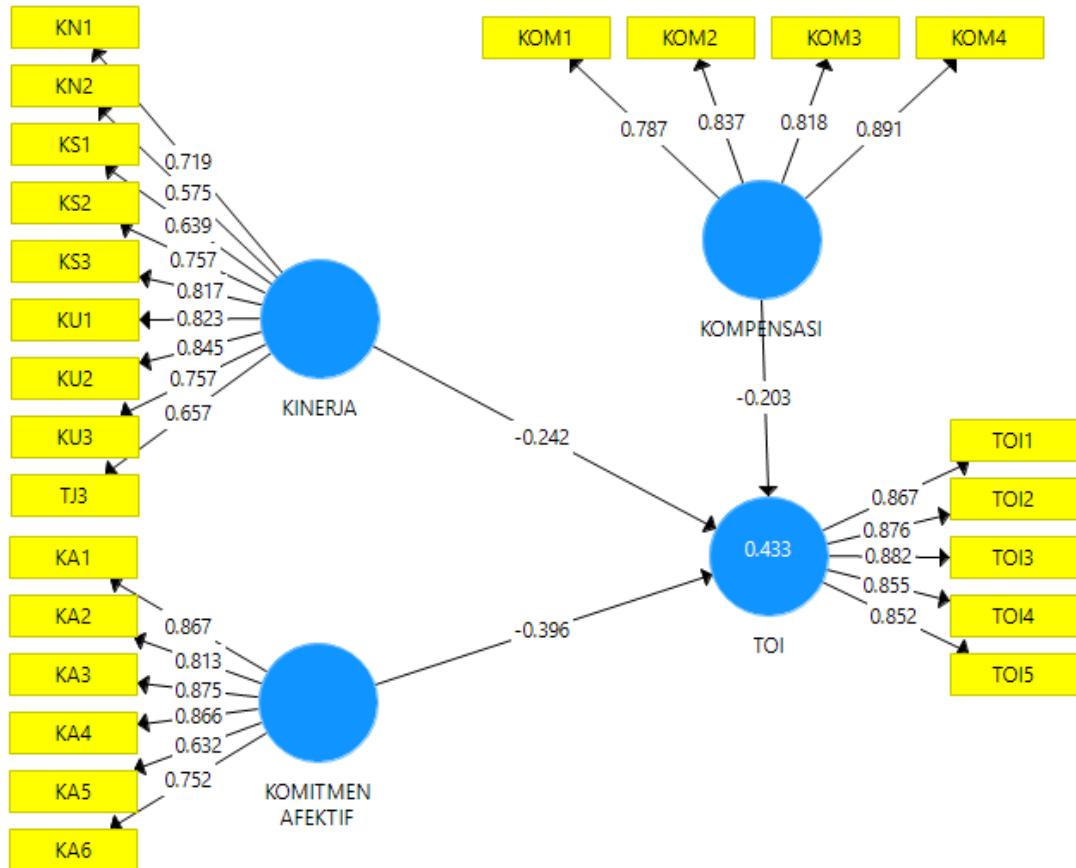 KN1
KN2
KS1
KS2
KS3
KU1
KU2
KU3
TJ3
0.719
0.575
0.639
0.757
0.817
0.823
0.845
0.757
0.657
KINERJA
KOM1
KOM2
KOM3
KOM4
0.787
0.837
0.818
0.891
KOMPENSASI
-0.242
-0.203
-0.396
KA1
KA2
KA3
KA4
KA5
KA6
0.867
0.813
0.875
0.866
0.632
0.752
KOMITMEN
AFEKTIF
0.433
TOI
0.867
0.876
0.882
0.855
0.852
TOI1
TOI2
TOI3
TOI4
TOI5